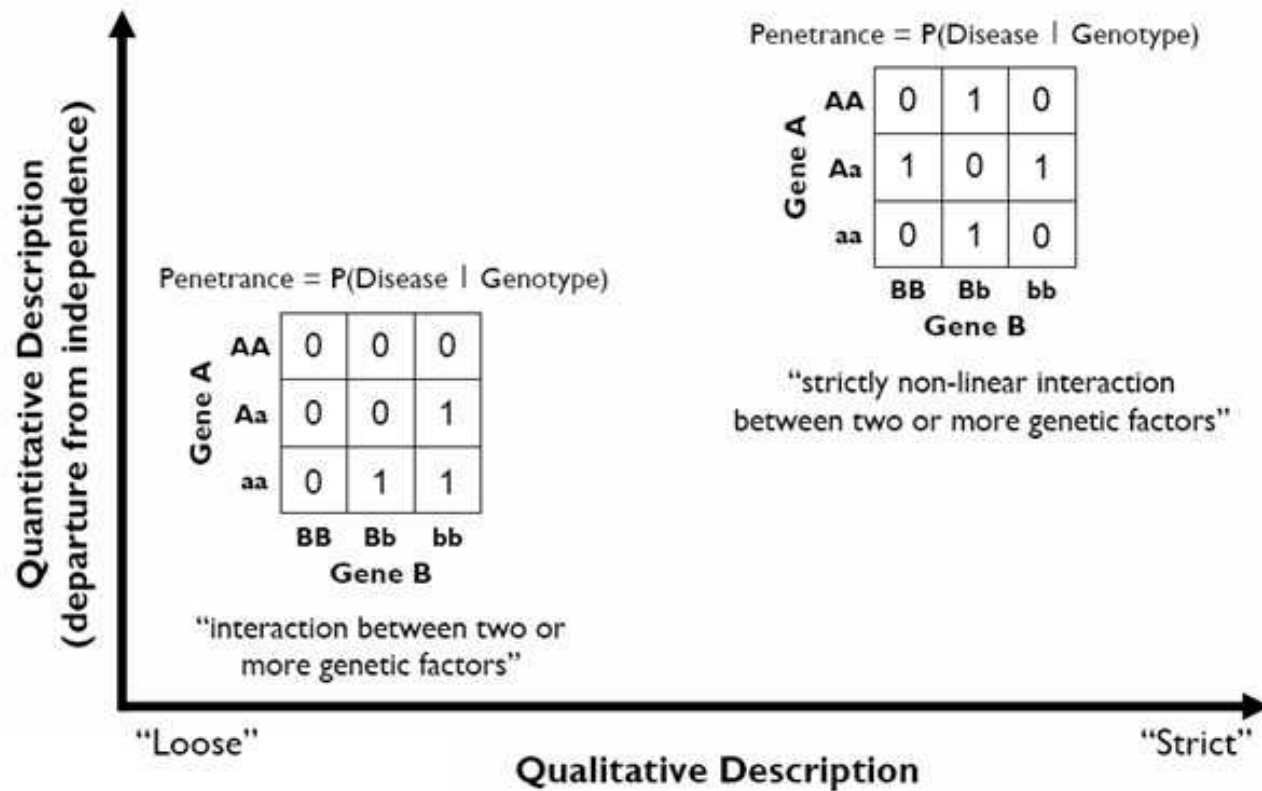 Quantitative Description
(departure from independence)
Penetrance = P(Disease | Genotype)
Gene A
AA 0 1 0
Aa 1 0 1
aa 0 1 0
BB Bb bb
Gene B
“strictly non-linear interaction
between two or more genetic factors”
Penetrance = P(Disease | Genotype)
Gene A
AA 0 0 0
Aa 0 0 1
aa 0 1 1
BB Bb bb
Gene B
“interaction between two or
more genetic factors”
“Loose”
“Strict”
Qualitative Description